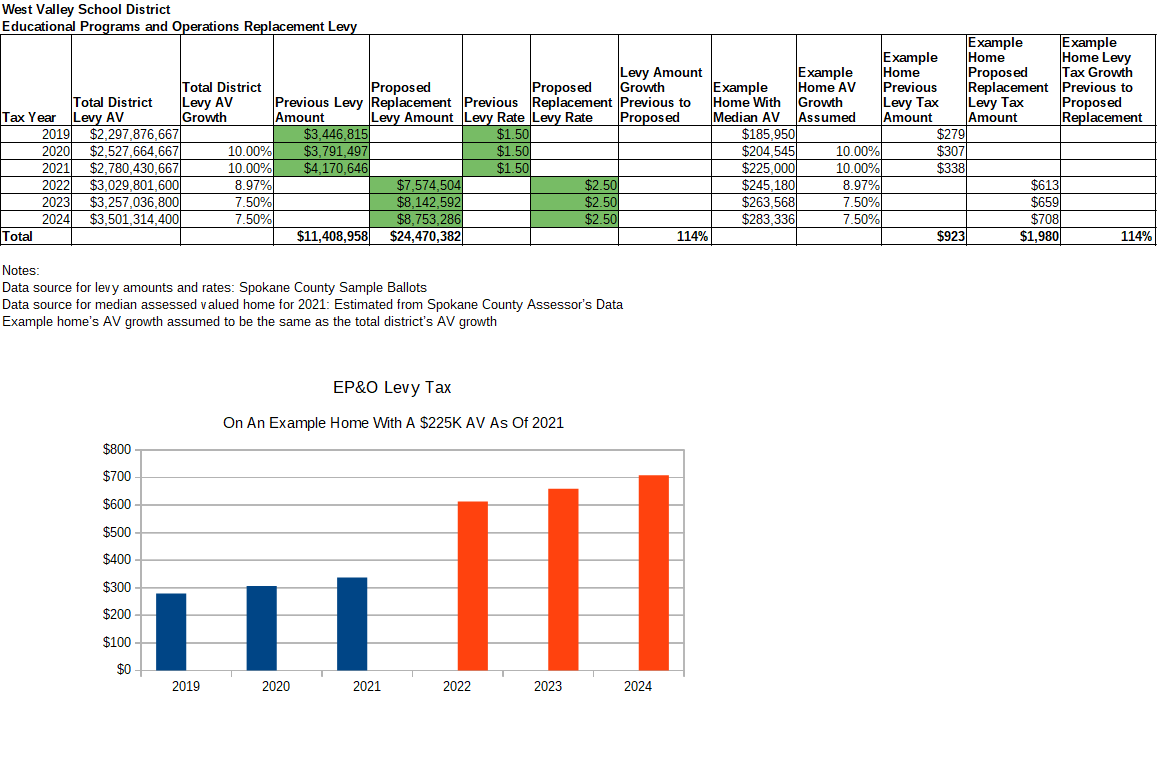 West Valley School District
Educational Programs and Operations Replacement Levy
Tax Year Total District Levy AV Total District Levy AV Growth Previous Levy Amount Proposed Replacement Levy Amount Previous Levy Rate Proposed Replacement Levy Rate Levy Amount Growth Previous to Proposed Example Home With Median AV Example Home AV Growth Assumed Example Home Previous Levy Tax Amount Example Home Proposed Replacement Levy Tax Amount Example Home Levy Tax Growth Previous to Proposed Replacement
2019 $2,297,876,667 $3,446,815 $1.50 $185,950 $279
2020 $2,527,664,667 10.00% $3,791,497 $1.50 $204,545 10.00% $307
2021 $2,780,430,667 10.00% $4,170,646 $1.50 $225,000 10.00% $338
2022 $3,029,801,600 8.97% $7,574,504 $2.50 $245,180 8.97% $613
2023 $3,257,036,800 7.50% $8,142,592 $2.50 $263,568 7.50% $659
2024 $3,501,314,400 7.50% $8,753,286 $2.50 $283,336 7.50% $708
Total $11,408,958 $24,470,382 114% $923 $1,980 114%
Notes:
Data source for levy amounts and rates: Spokane County Sample Ballots
Data source for median assessed valued home for 2021: Estimated from Spokane County Assessor's Data
Example home's AV growth assumed to be the same as the total district's AV growth
EP&O Levy Tax
On An Example Home With A $225K AV As Of 2021
$800
$700
$600
$500
$400
$300
$200
$100
$0
2019 2020 2021 2022 2023 2024